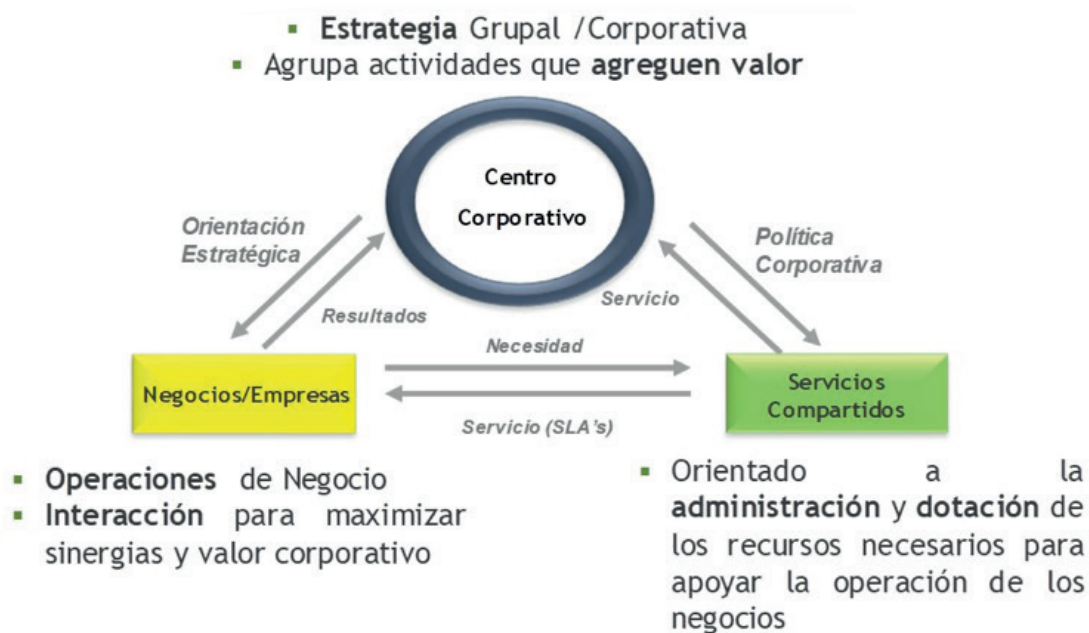 ▪ Estrategia Grupal /Corporativa
▪ Agrupa actividades que agreguen valor
Centro
Corporativo
Orientación
Estratégica
Resultados
Política
Corporativa
Servicio
Necesidad
Servicio (SLA's)
Negocios/Empresas
Servicios
Compartidos
▪ Operaciones de Negocio
▪ Interacción para maximizar
sinergias y valor corporativo
▪ Orientado a la
administración y dotación de
los recursos necesarios para
apoyar la operación de los
negocios